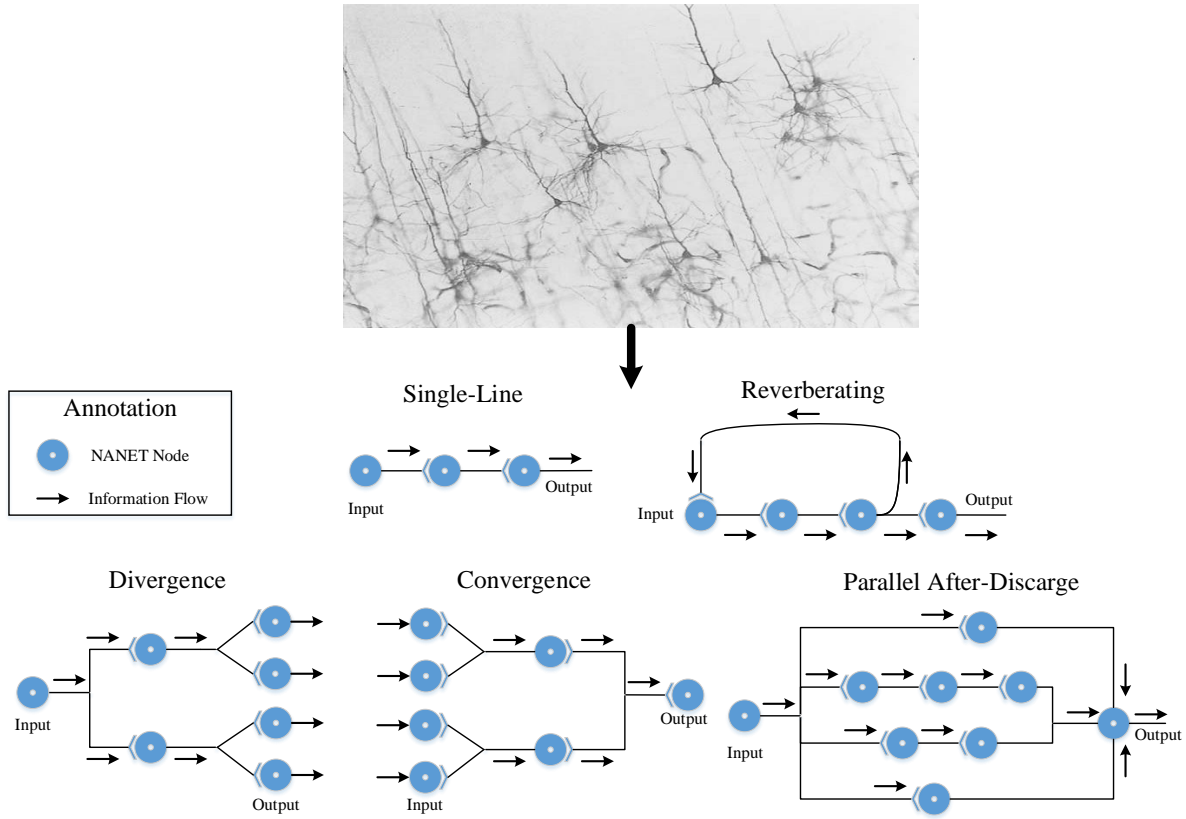 Single-Line
Reverberating
Annotation
NANET Node
Information Flow
Input
Output
Input
Output
Divergence
Convergence
Parallel After-Discarge
Input
Output
Input
Output
Input
Output